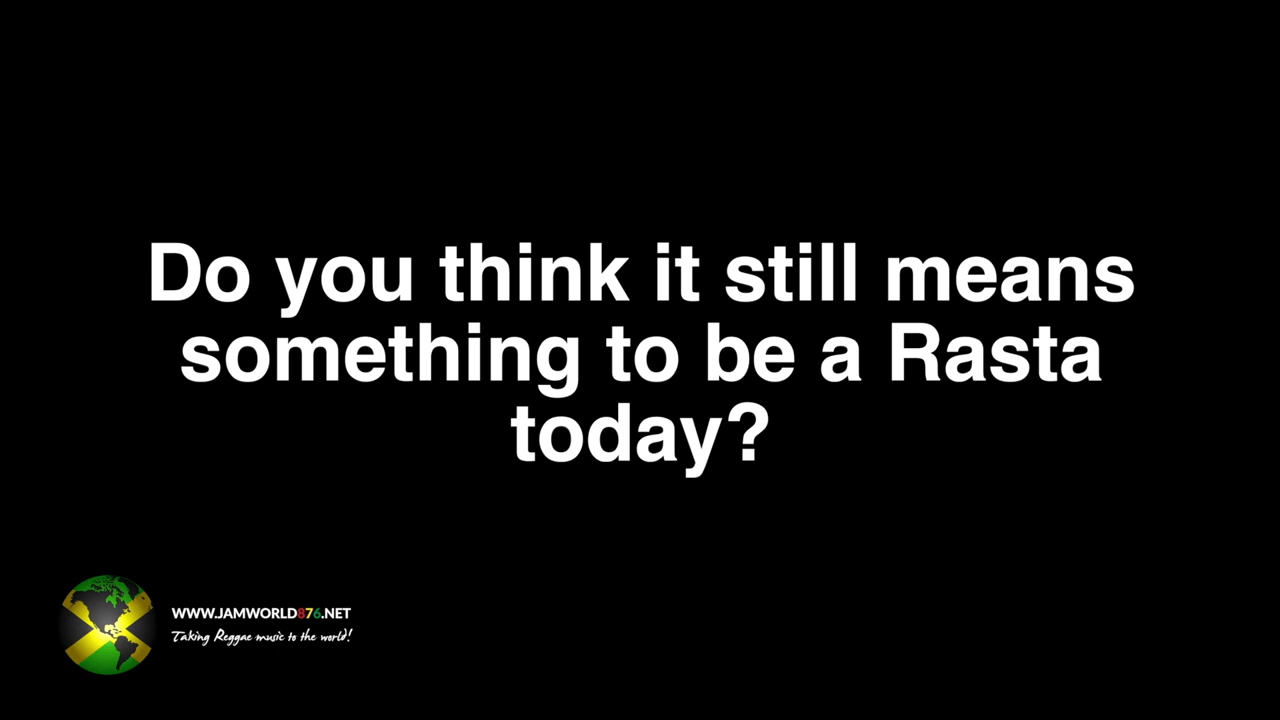 Do you think it still means
something to be a Rasta
today?
WWW.JAMWORLD876.NET
Taking Reggae music to the world!